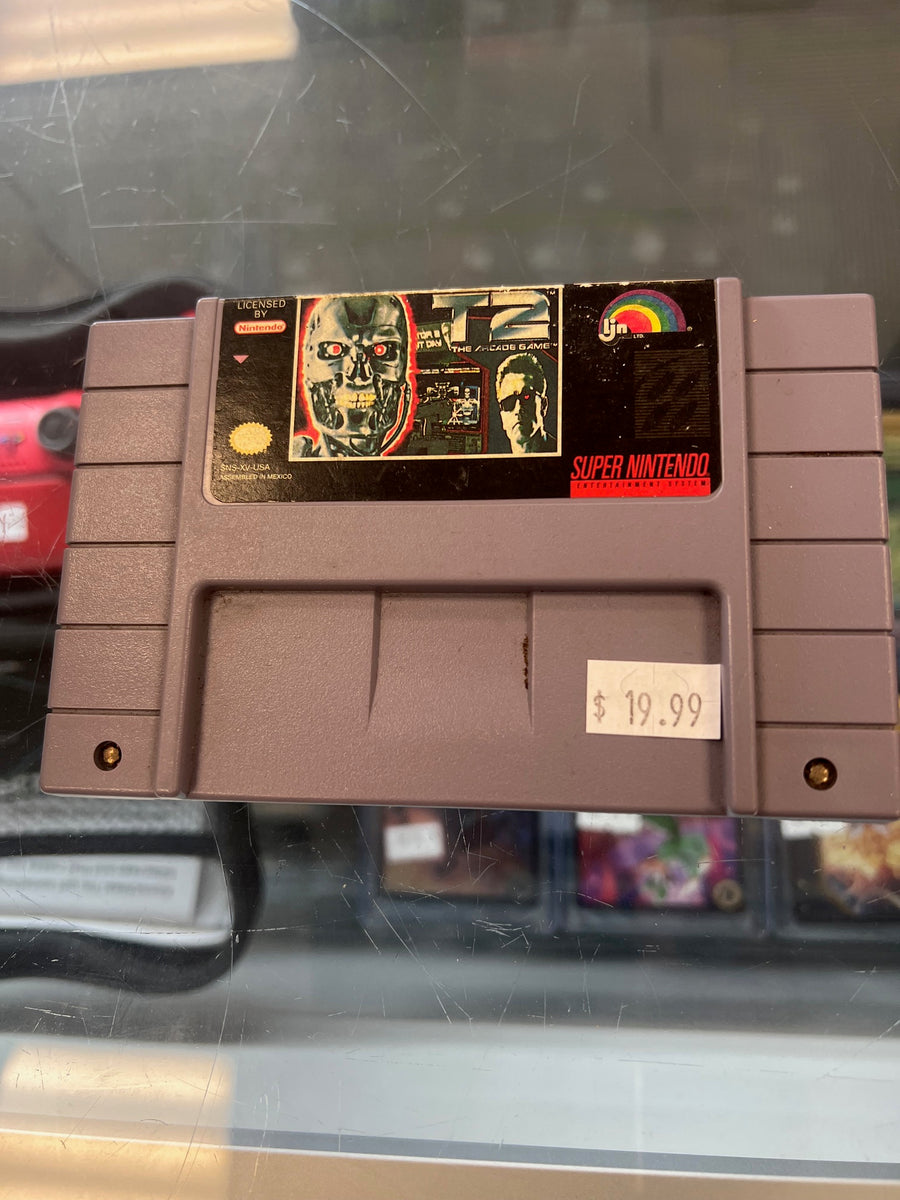 LICENSED
BY
Nintendo
SNS-XV-USA
ASSEMBLED IN MEXICO
T2
THE ARCADE GAME
ljn
LTD.
SUPER NINTENDO
ENTERTAINMENT SYSTEM
$ 19.99